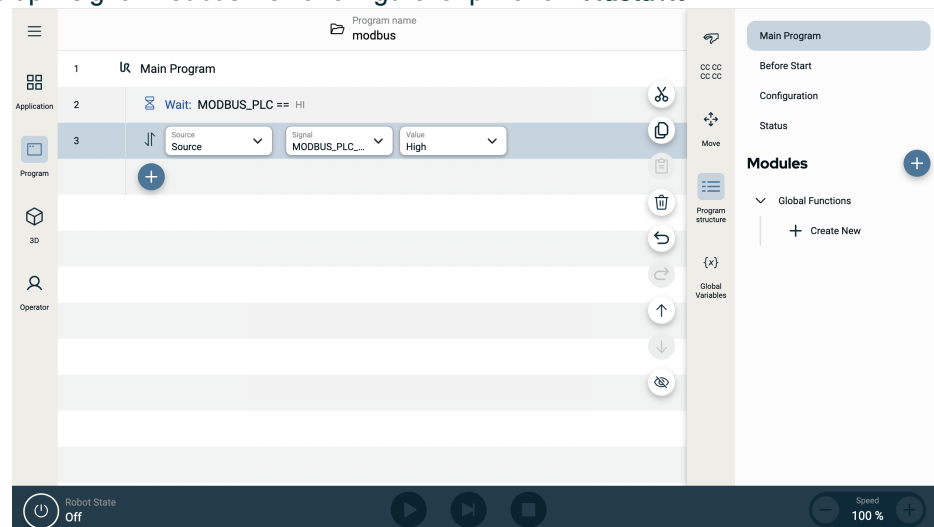 Program name
modbus
Application
Program
3D
Operator
1 Main Program
2 Wait: MODBUS_PLC == HI
3
Source
Source
Signal
MODBUS_PLC_...
Value
High
CC CC
CC CC
Move
Program
structure
{x}
Global
Variables
Main Program
Before Start
Configuration
Status
Modules
Global Functions
Create New
Robot State
Off
Speed
100 %